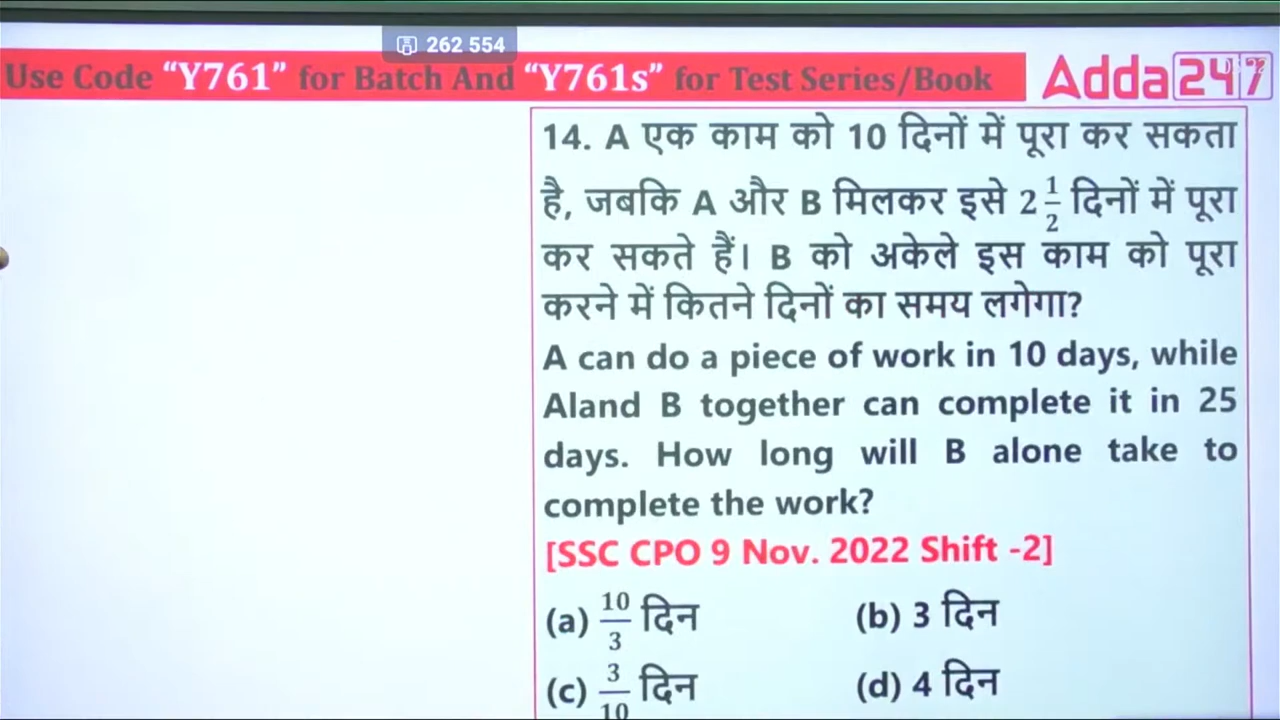 262 554
Use Code “Y761” for Batch And “Y761s” for Test Series/Book
Adda247
14. A एक काम को 10 दिनों में पूरा कर सकता
है, जबकि A और B मिलकर इसे 2 1/2 दिनों में पूरा
कर सकते हैं। B को अकेले इस काम को पूरा
करने में कितने दिनों का समय लगेगा?
A can do a piece of work in 10 days, while
Aland B together can complete it in 25
days. How long will B alone take to
complete the work?
[SSC CPO 9 Nov. 2022 Shift -2]
(a) 10/3 दिन (b) 3 दिन
(c) 3/10 दिन (d) 4 दिन